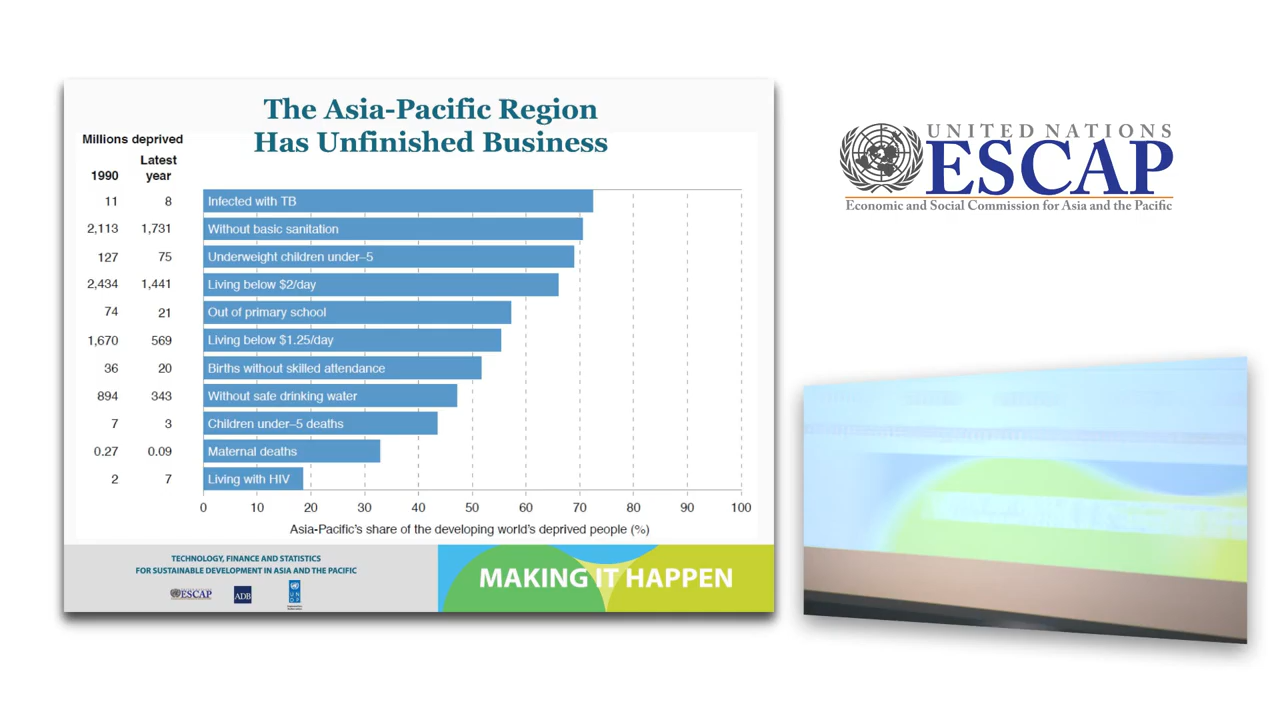 The Asia-Pacific Region
Has Unfinished Business
Millions deprived
1990 Latest year
11 8 Infected with TB
2,113 1,731 Without basic sanitation
127 75 Underweight children under–5
2,434 1,441 Living below $2/day
74 21 Out of primary school
1,670 569 Living below $1.25/day
36 20 Births without skilled attendance
894 343 Without safe drinking water
7 3 Children under–5 deaths
0.27 0.09 Maternal deaths
2 7 Living with HIV
0 10 20 30 40 50 60 70 80 90 100
Asia-Pacific's share of the developing world's deprived people (%)
TECHNOLOGY, FINANCE AND STATISTICS
FOR SUSTAINABLE DEVELOPMENT IN ASIA AND THE PACIFIC
ESCAP ADB UNDP
MAKING IT HAPPEN
UNITED NATIONS
ESCAP
Economic and Social Commission for Asia and the Pacific